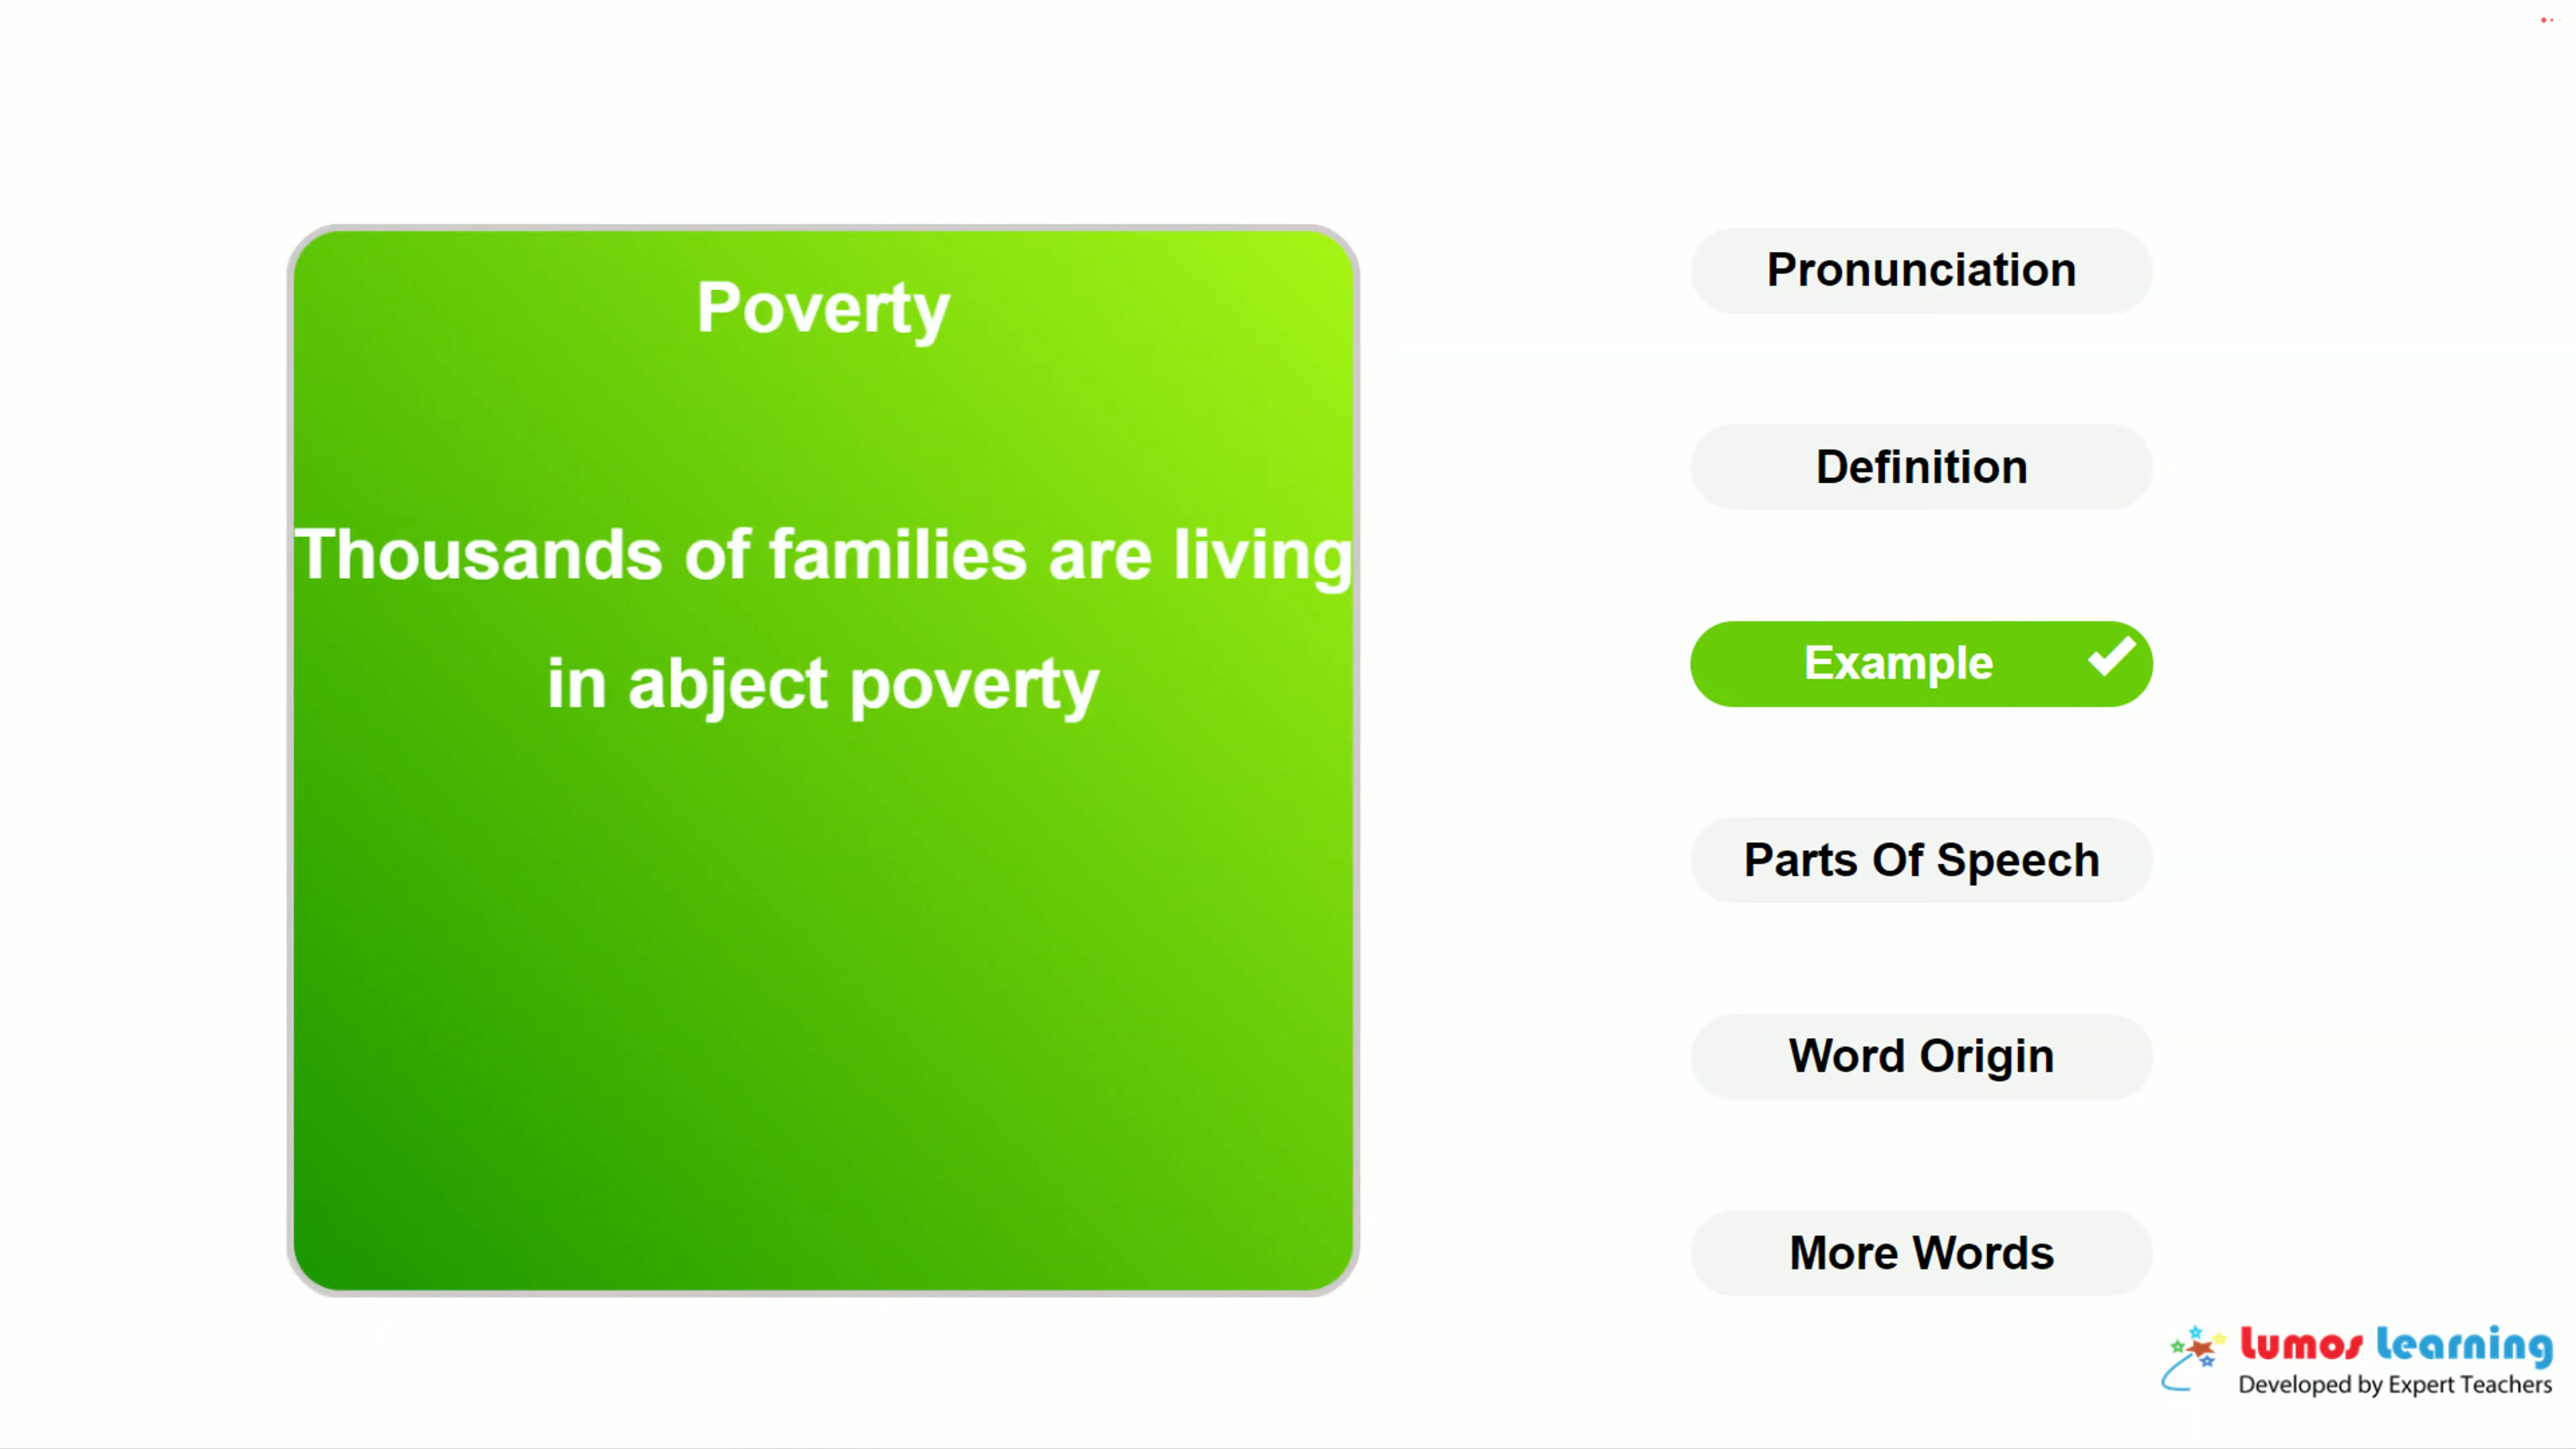 Poverty
Thousands of families are living
in abject poverty
Pronunciation
Definition
Example
Parts Of Speech
Word Origin
More Words
Lumos Learning
Developed by Expert Teachers